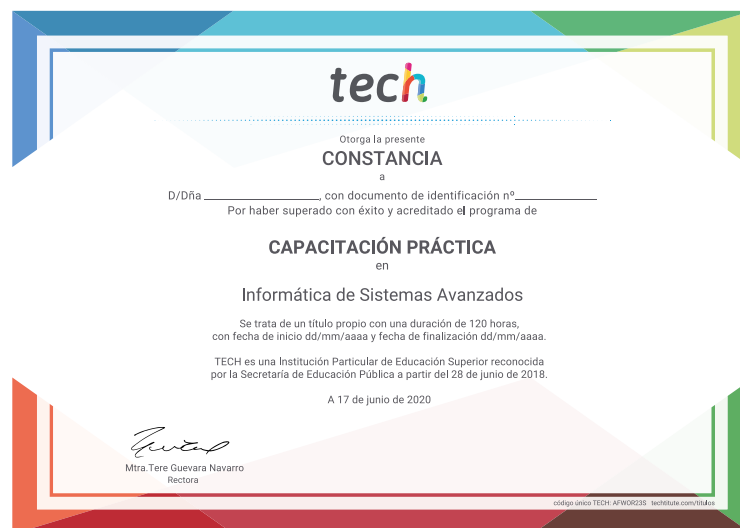 tech
Otorga la presente
CONSTANCIA
a
D/Dña ____________________, con documento de identificación nº______________
Por haber superado con éxito y acreditado el programa de
CAPACITACIÓN PRÁCTICA
en
Informática de Sistemas Avanzados
Se trata de un título propio con una duración de 120 horas,
con fecha de inicio dd/mm/aaaa y fecha de finalización dd/mm/aaaa.
TECH es una Institución Particular de Educación Superior reconocida
por la Secretaría de Educación Pública a partir del 28 de junio de 2018.
A 17 de junio de 2020
Mtra.Tere Guevara Navarro
Rectora
código único TECH: AFWOR23S techtitute.com/títulos